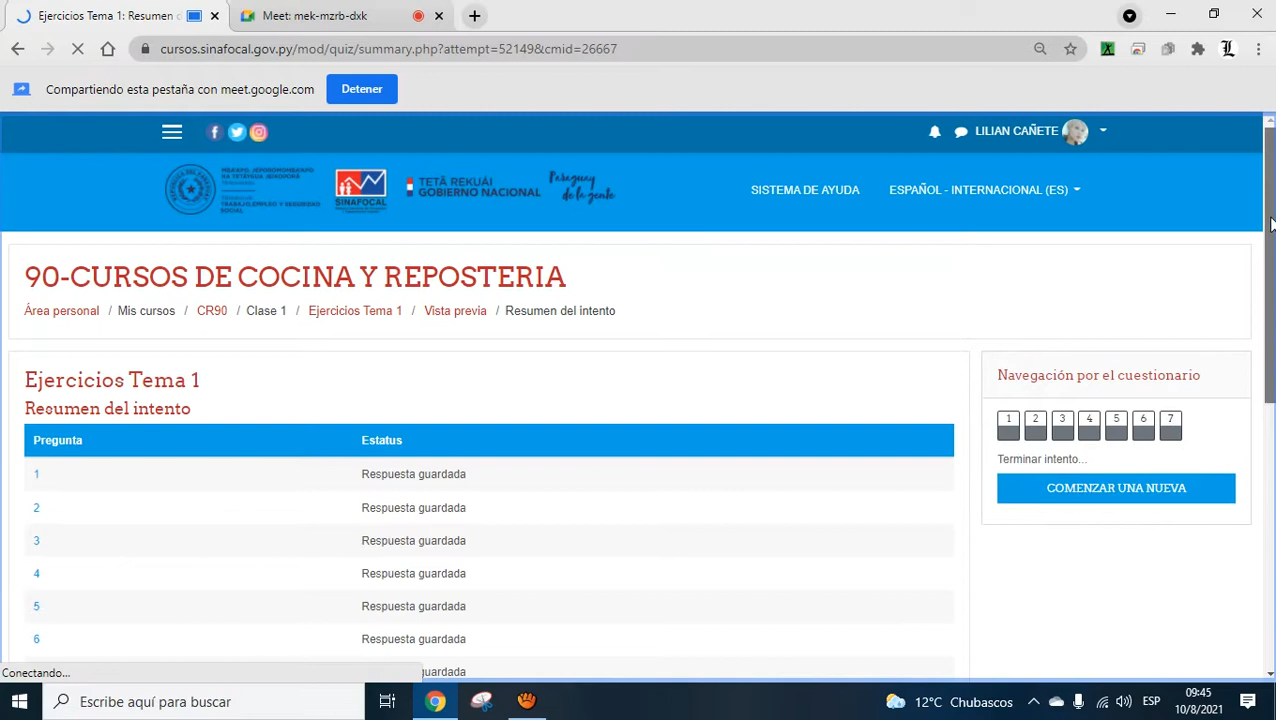 Ejercicios Tema 1: Resumen d
Meet: mek-mzrb-dxk
cursos.sinafocal.gov.py/mod/quiz/summary.php?attempt=52149&cmid=26667
Compartiendo esta pestaña con meet.google.com
Detener
LILIAN CAÑETE
TRABAJO, EMPLEO Y SEGURIDAD
SOCIAL
SINAFOCAL
TETÃ REKUÁI
GOBIERNO NACIONAL
Paraguay
de la gente
SISTEMA DE AYUDA
ESPAÑOL - INTERNACIONAL (ES)
90-CURSOS DE COCINA Y REPOSTERIA
Área personal / Mis cursos / CR90 / Clase 1 / Ejercicios Tema 1 / Vista previa / Resumen del intento
Ejercicios Tema 1
Resumen del intento
Pregunta Estatus
1 Respuesta guardada
2 Respuesta guardada
3 Respuesta guardada
4 Respuesta guardada
5 Respuesta guardada
6 Respuesta guardada
guardada
Navegación por el cuestionario
1 2 3 4 5 6 7
Terminar intento...
COMENZAR UNA NUEVA
Conectando...
Escribe aquí para buscar
12°C Chubascos
ESP
09:45
10/8/2021